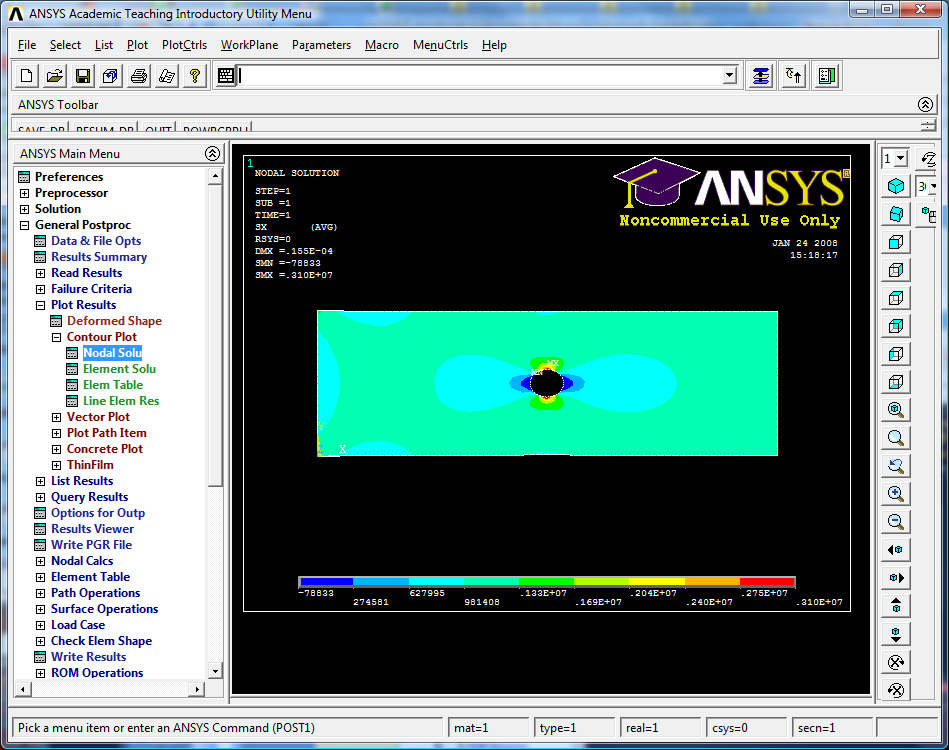 ANSYS Academic Teaching Introductory Utility Menu
File Select List Plot PlotCtrls WorkPlane Parameters Macro MenuCtrls Help
ANSYS Toolbar
SAVE_DB RESUM_DB QUIT POWRGRPH
ANSYS Main Menu
Preferences
Preprocessor
Solution
General Postproc
Data & File Opts
Results Summary
Read Results
Failure Criteria
Plot Results
Deformed Shape
Contour Plot
Nodal Solu
Element Solu
Elem Table
Line Elem Res
Vector Plot
Plot Path Item
Concrete Plot
ThinFilm
List Results
Query Results
Options for Outp
Results Viewer
Write PGR File
Nodal Calcs
Element Table
Path Operations
Surface Operations
Load Case
Check Elem Shape
Write Results
ROM Operations
1
NODAL SOLUTION
STEP=1
SUB =1
TIME=1
SX (AVG)
RSYS=0
DMX =.155E-04
SMN =-78833
SMX =.310E+07
ANSYS®
Noncommercial Use Only
JAN 24 2008
15:18:17
MX
X
-78833 627995 .133E+07 .204E+07 .275E+07
274581 981408 .169E+07 .240E+07 .310E+07
1
Pick a menu item or enter an ANSYS Command (POST1) mat=1 type=1 real=1 csys=0 secn=1